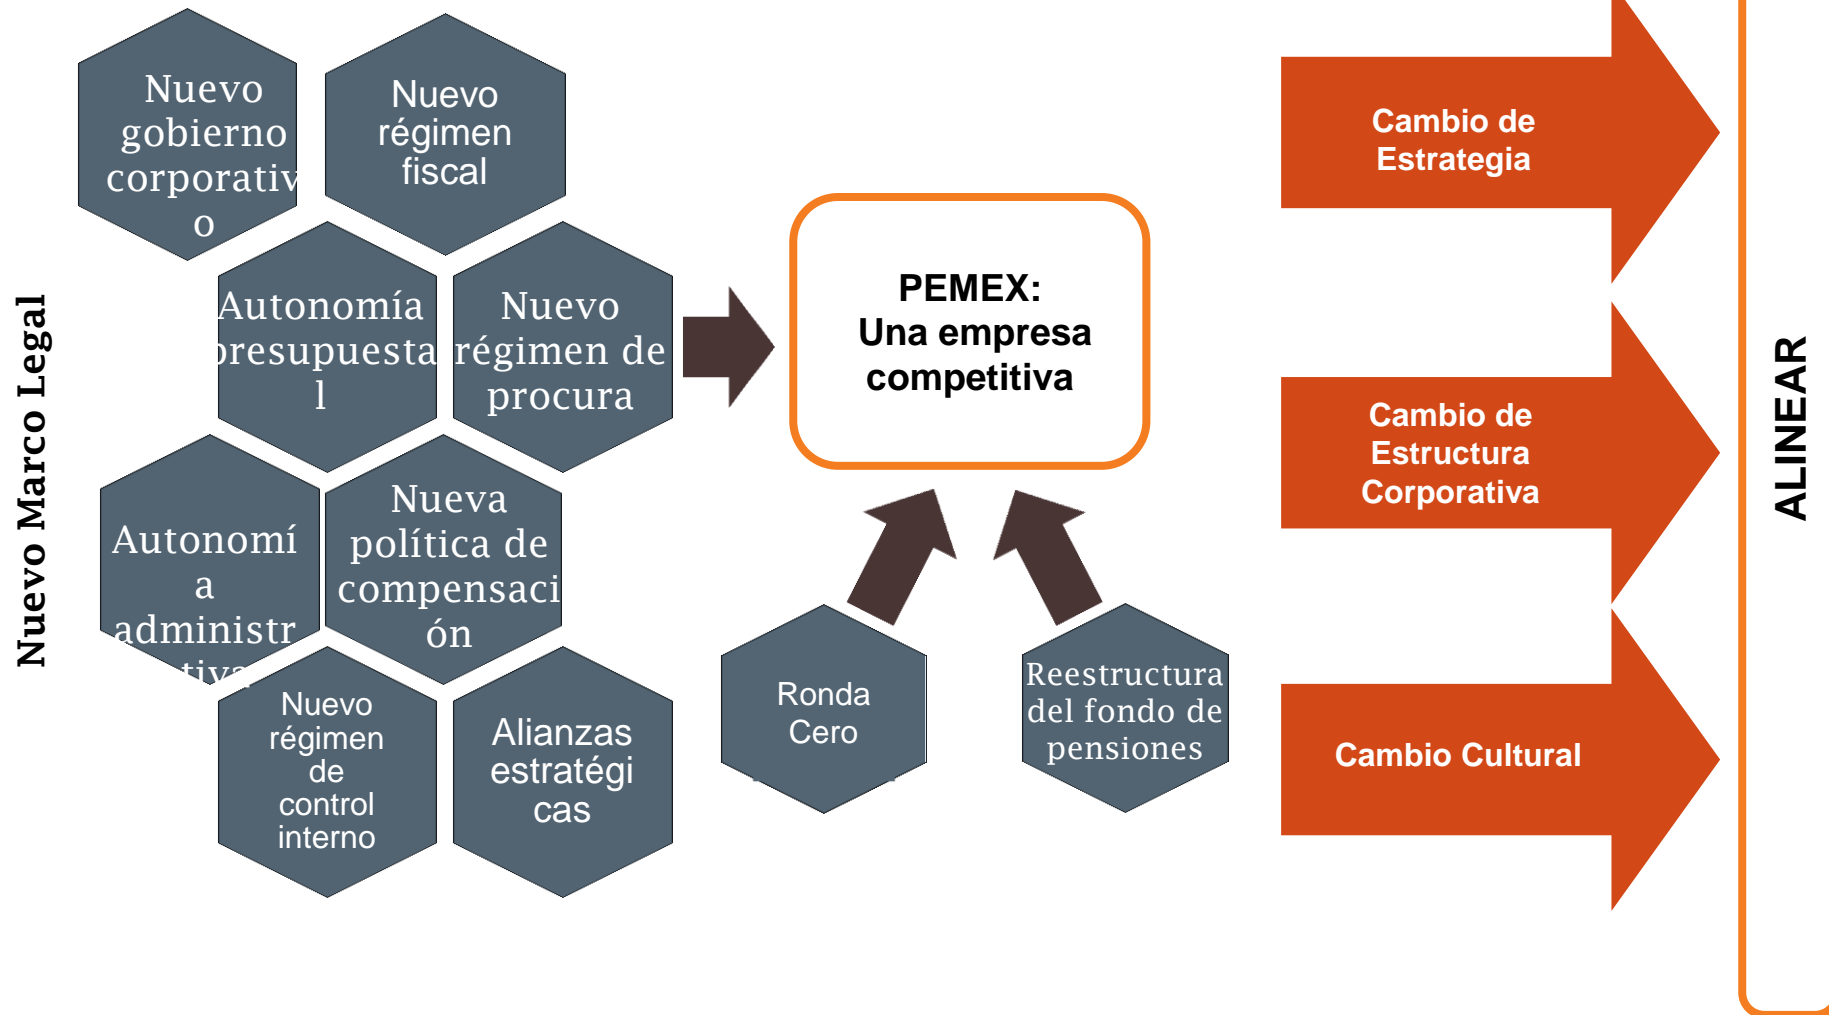 Nuevo Marco Legal
Nuevo
gobierno
corporativ
o
Nuevo
régimen
fiscal
Autonomía
presupuesta
l
Nuevo
régimen de
procura
Autonomí
a
administr
ativa
Nueva
política de
compensaci
ón
Nuevo
régimen
de
control
interno
Alianzas
estratégi
cas
PEMEX:
Una empresa
competitiva
Ronda
Cero
Reestructura
del fondo de
pensiones
Cambio de
Estrategia
Cambio de
Estructura
Corporativa
Cambio Cultural
ALINEAR